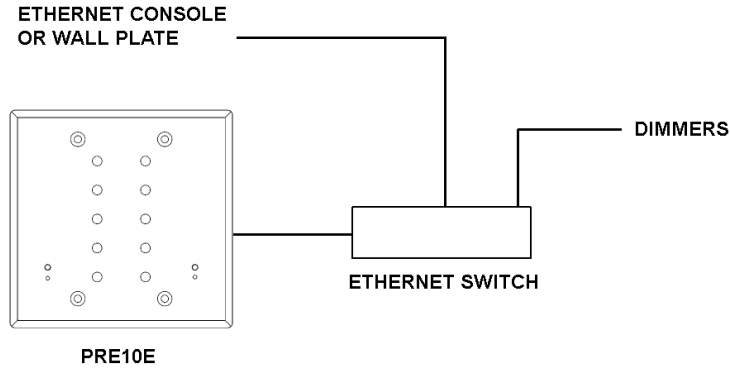 ETHERNET CONSOLE
OR WALL PLATE
DIMMERS
ETHERNET SWITCH
PRE10E